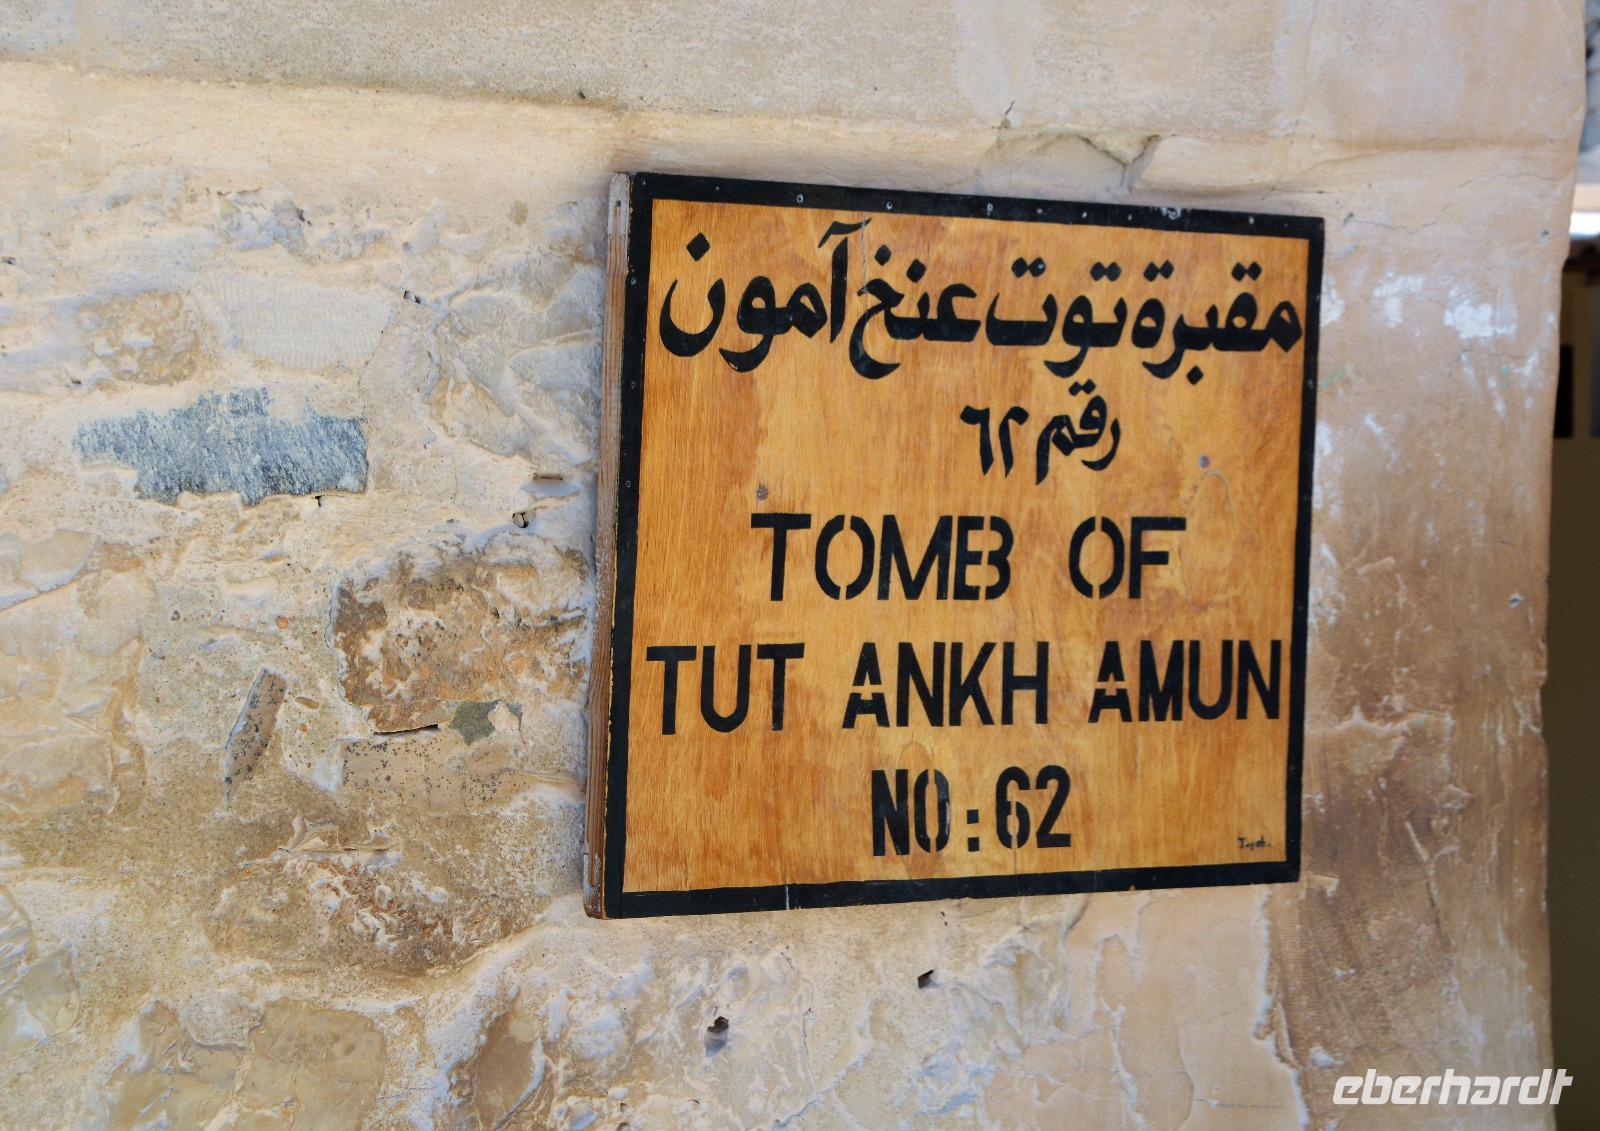 مقبرة توت عنخ آمون
رقم ٦٢
TOMB OF
TUT ANKH AMUN
NO: 62
eberhardt